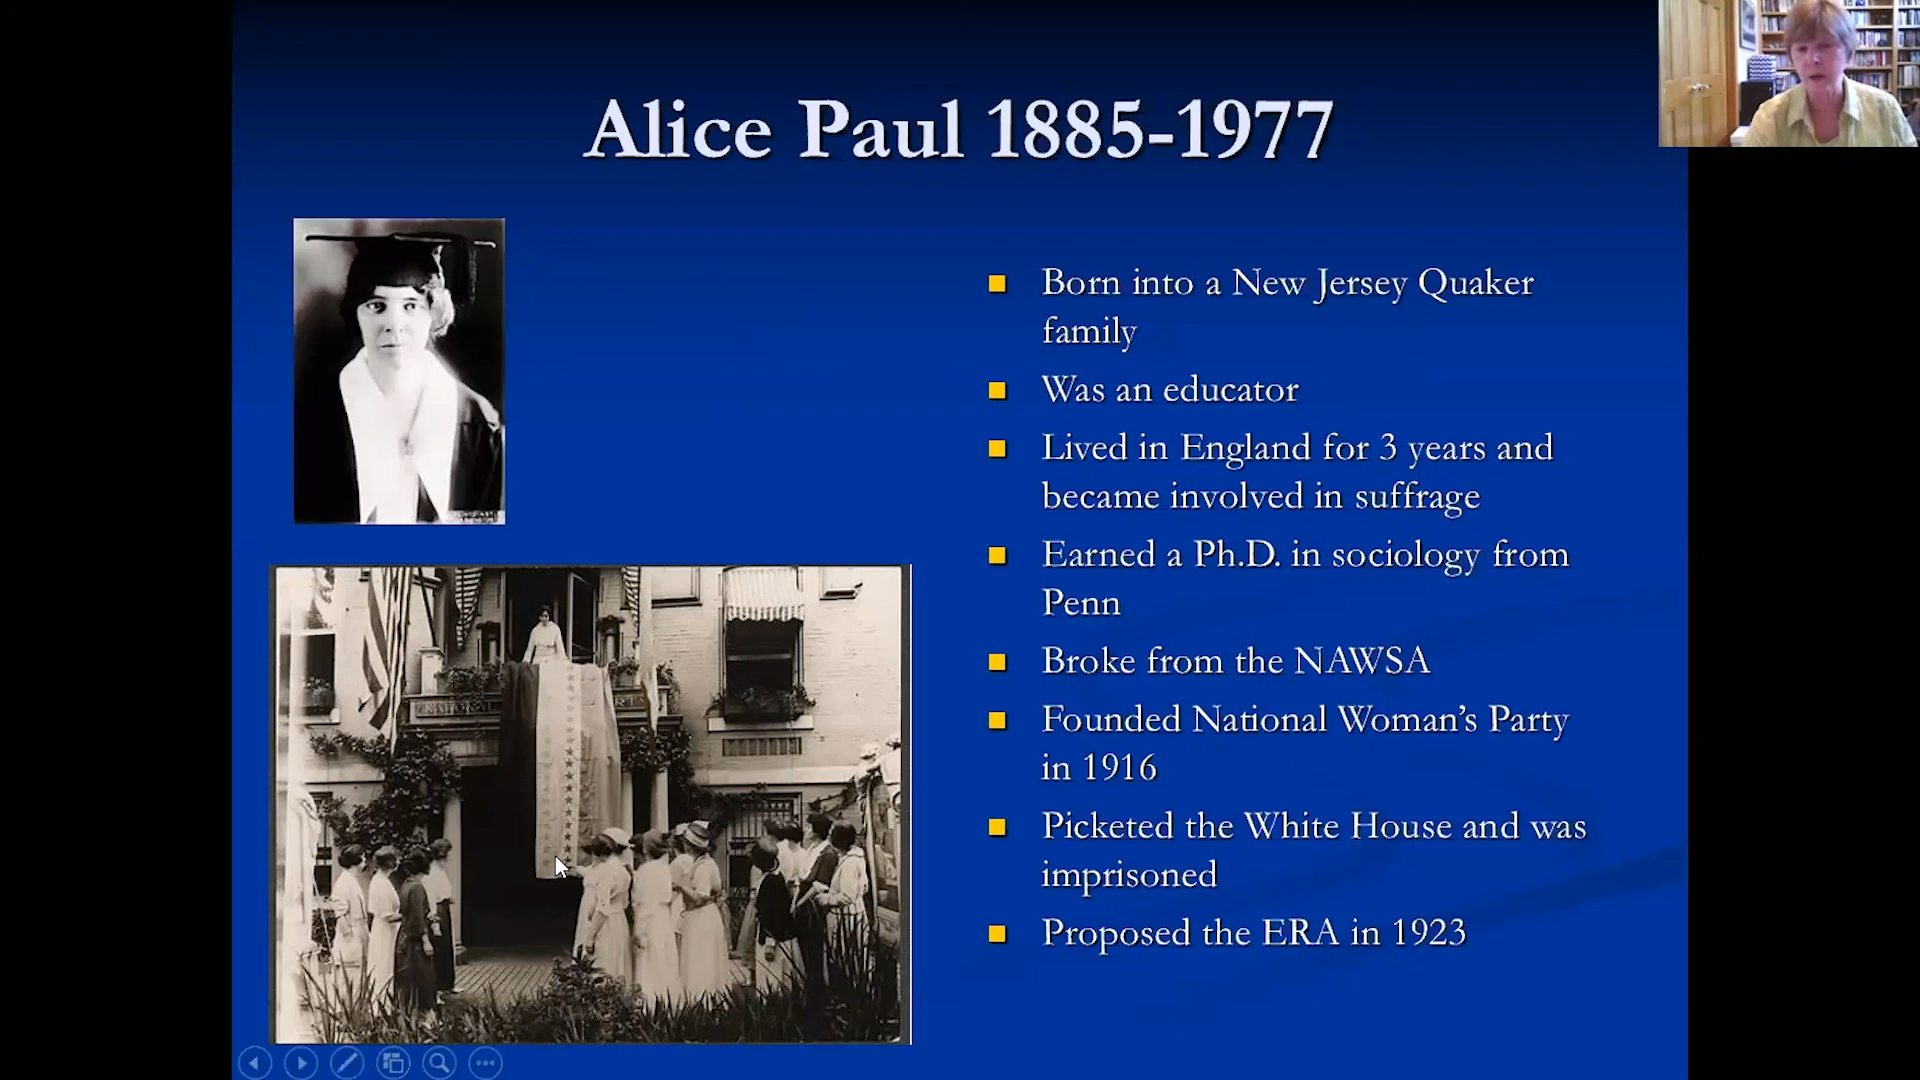 Alice Paul 1885-1977
Born into a New Jersey Quaker
family
Was an educator
Lived in England for 3 years and
became involved in suffrage
Earned a Ph.D. in sociology from
Penn
Broke from the NAWSA
Founded National Woman's Party
in 1916
Picketed the White House and was
imprisoned
Proposed the ERA in 1923
NATIONAL